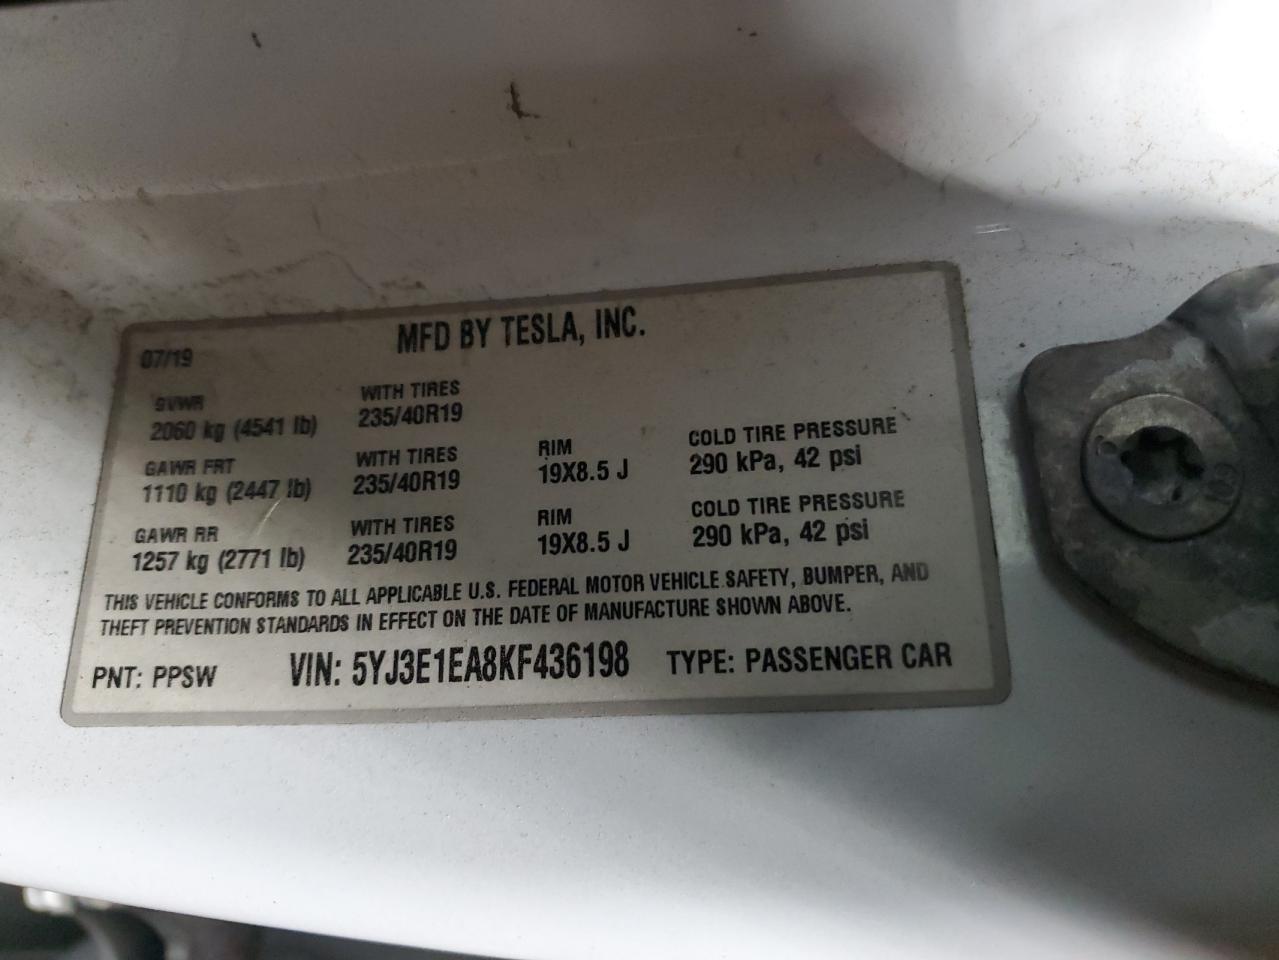 MFD BY TESLA, INC.
07/19
GVWR WITH TIRES
2060 kg (4541 lb) 235/40R19
GAWR FRT WITH TIRES RIM COLD TIRE PRESSURE
1110 kg (2447 lb) 235/40R19 19X8.5 J 290 kPa, 42 psi
GAWR RR WITH TIRES RIM COLD TIRE PRESSURE
1257 kg (2771 lb) 235/40R19 19X8.5 J 290 kPa, 42 psi
THIS VEHICLE CONFORMS TO ALL APPLICABLE U.S. FEDERAL MOTOR VEHICLE SAFETY, BUMPER, AND
THEFT PREVENTION STANDARDS IN EFFECT ON THE DATE OF MANUFACTURE SHOWN ABOVE.
PNT: PPSW VIN: 5YJ3E1EA8KF436198 TYPE: PASSENGER CAR